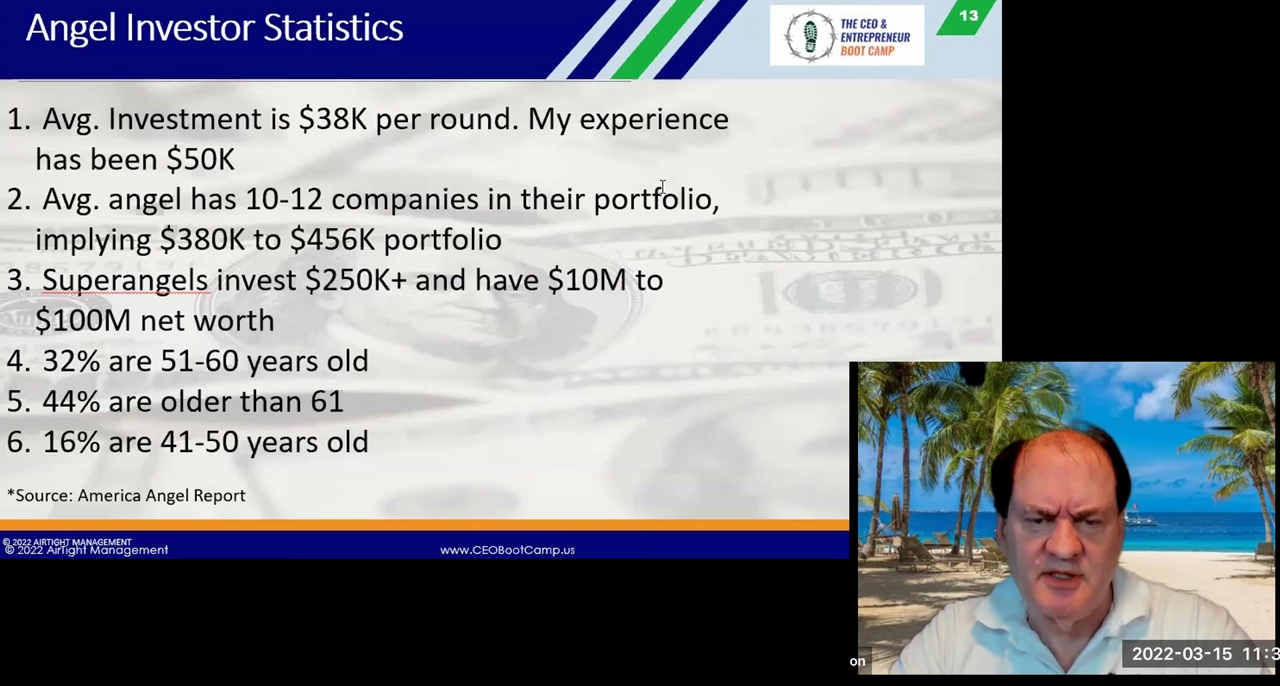 Angel Investor Statistics
THE CEO &
ENTREPRENEUR
BOOT CAMP
13
1. Avg. Investment is $38K per round. My experience
has been $50K
2. Avg. angel has 10-12 companies in their portfolio,
implying $380K to $456K portfolio
3. Superangels invest $250K+ and have $10M to
$100M net worth
4. 32% are 51-60 years old
5. 44% are older than 61
6. 16% are 41-50 years old
*Source: America Angel Report
© 2022 AIRTIGHT MANAGEMENT
© 2022 AirTight Management
www.CEOBootCamp.us
on
2022-03-15 11:3